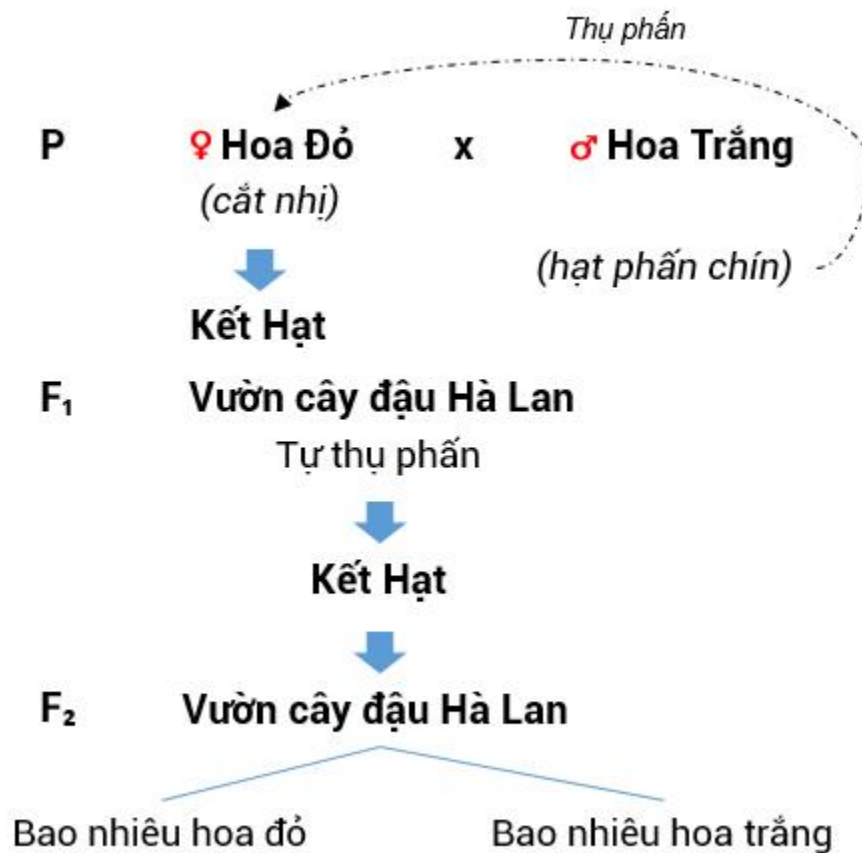 Thụ phấn
P ♀ Hoa Đỏ x ♂ Hoa Trắng
(cắt nhị)
(hạt phấn chín)
Kết Hạt
F₁ Vườn cây đậu Hà Lan
Tự thụ phấn
Kết Hạt
F₂ Vườn cây đậu Hà Lan
Bao nhiêu hoa đỏ Bao nhiêu hoa trắng